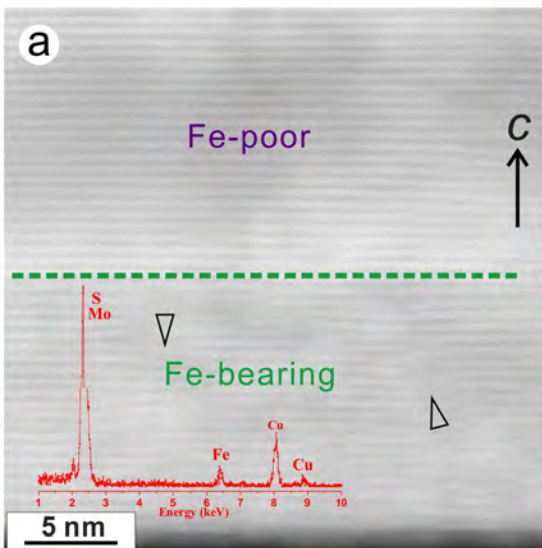 a
Fe-poor
C
S
Mo
Fe-bearing
Fe
Cu
Cu
1 2 3 4 5 6 7 8 9 10
Energy (keV)
5 nm